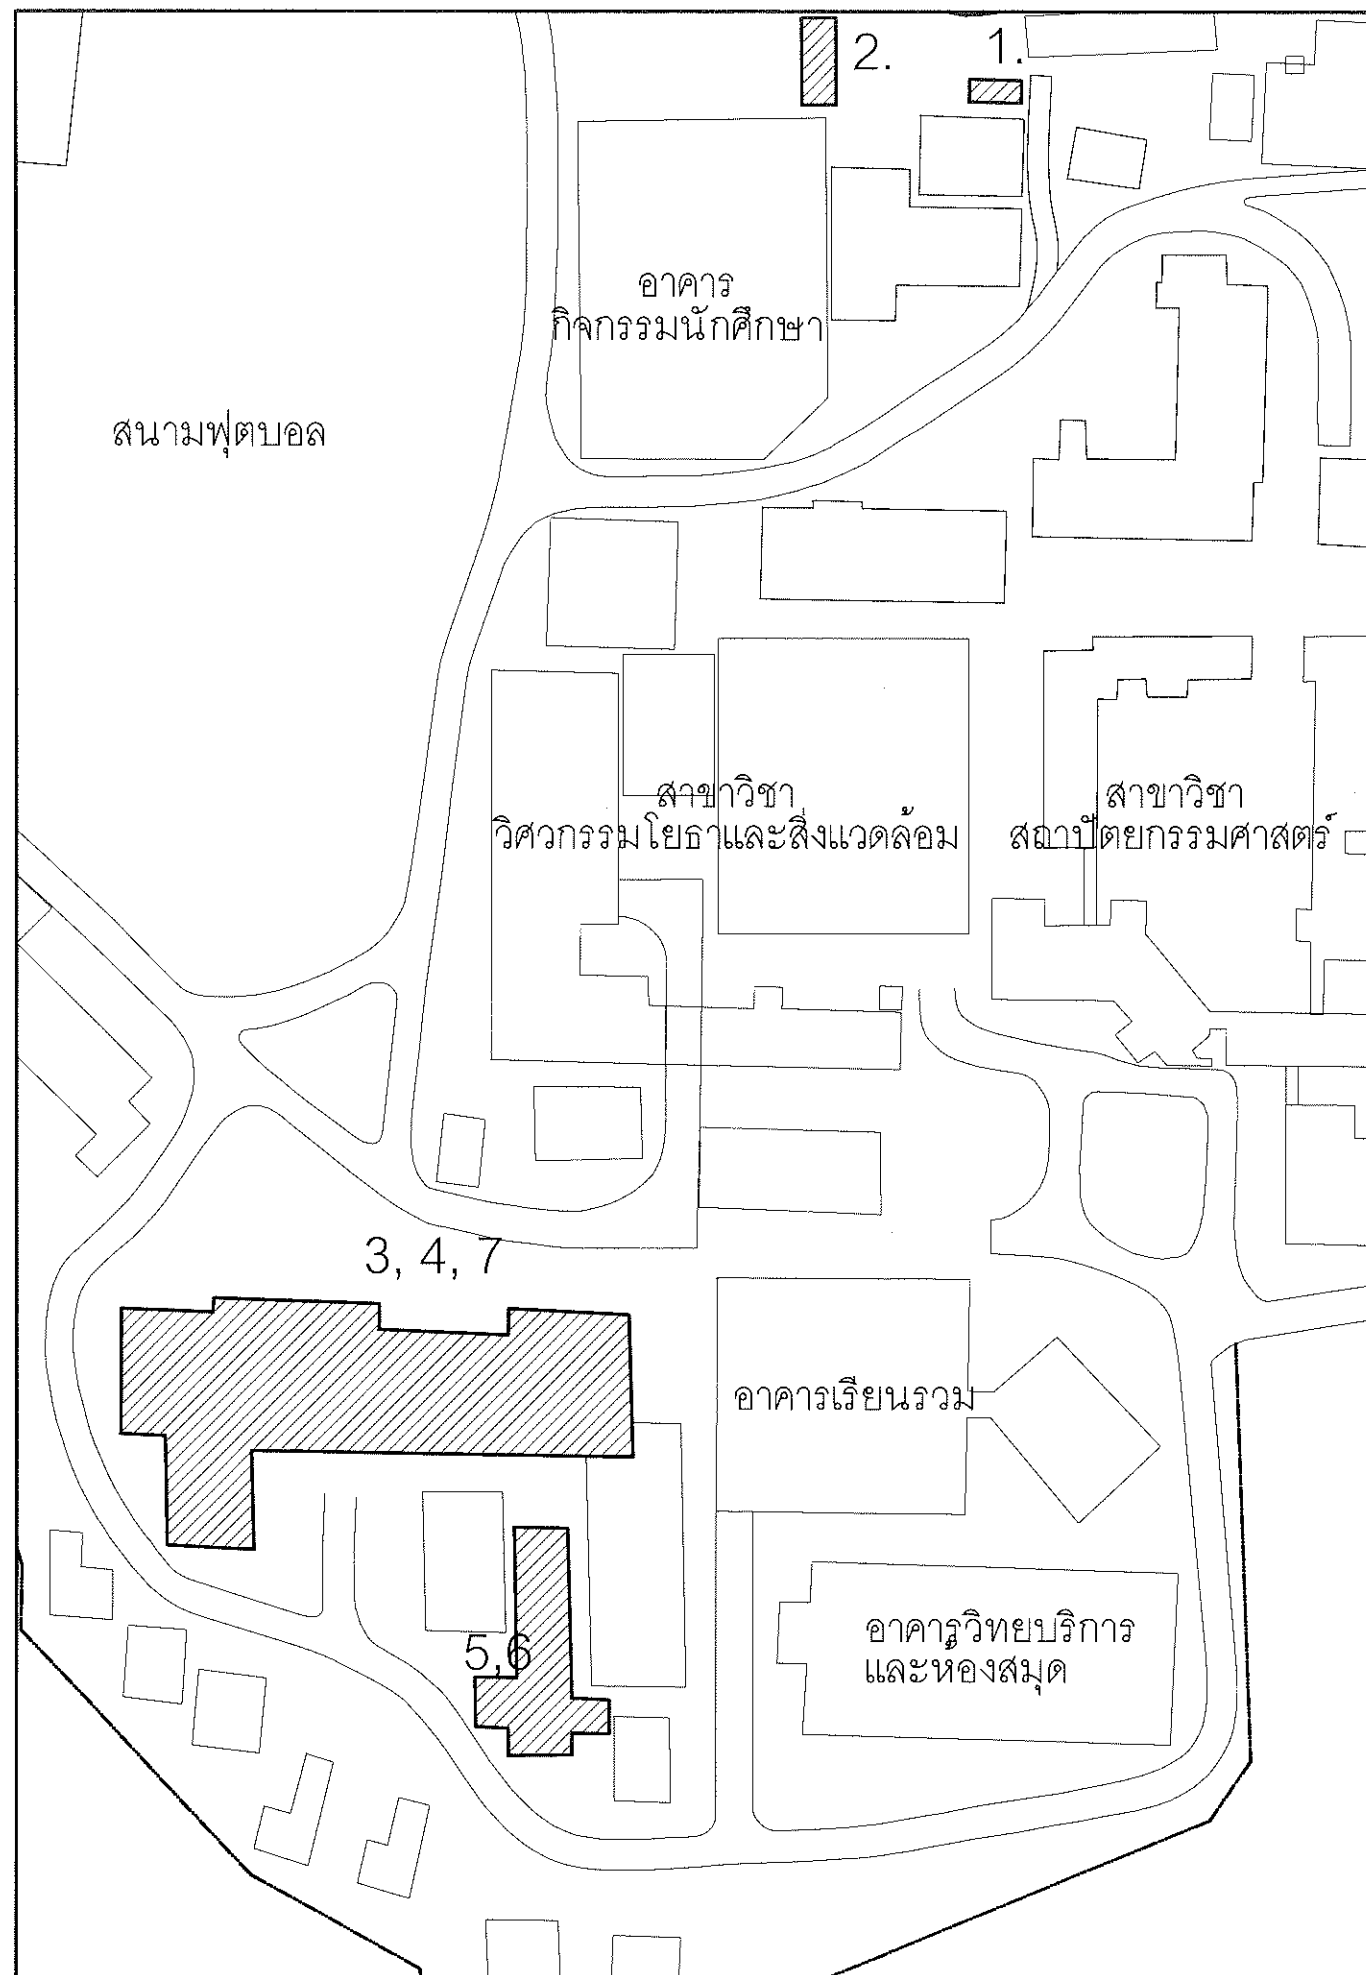 2.
1.
อาคาร
กิจกรรมนักศึกษา
สนามฟุตบอล
สาขาวิชา
วิศวกรรมโยธาและสิ่งแวดล้อม
สาขาวิชา
สถาปัตยกรรมศาสตร์
3, 4, 7
อาคารเรียนรวม
5,6
อาคารวิทยบริการ
และห้องสมุด